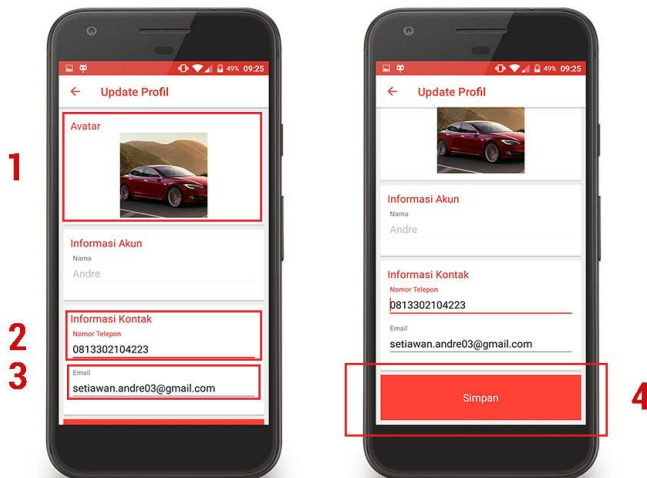 49% 09:25
Update Profil
Avatar
1
Informasi Akun
Nama
Andre
Informasi Kontak
2
Nomor Telepon
0813302104223
3
Email
setiawan.andre03@gmail.com
49% 09:25
Update Profil
Informasi Akun
Nama
Andre
Informasi Kontak
Nomor Telepon
0813302104223
Email
setiawan.andre03@gmail.com
Simpan
4